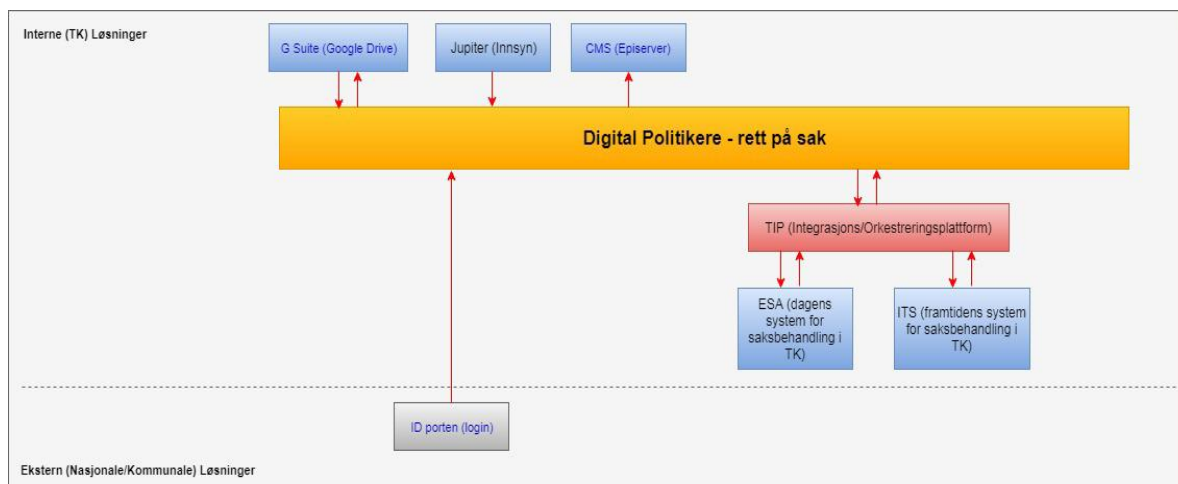 Interne (TK) Løsninger
G Suite (Google Drive)
Jupiter (Innsyn)
CMS (Episerver)
Digital Politikere - rett på sak
TIP (Integrasjons/Orkestreringsplattform)
ESA (dagens
system for
saksbehandling i
TK)
ITS (framtidens system
for saksbehandling i
TK)
ID porten (login)
Ekstern (Nasjonale/Kommunale) Løsninger